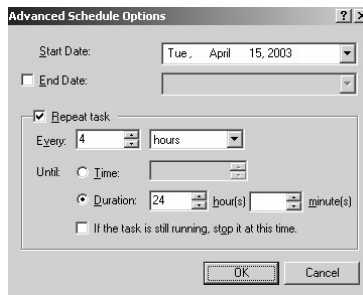 Advanced Schedule Options
Start Date: Tue, April 15, 2003
End Date:
Repeat task
Every: 4 hours
Until: Time:
Duration: 24 hour(s) minute(s)
If the task is still running, stop it at this time.
OK Cancel